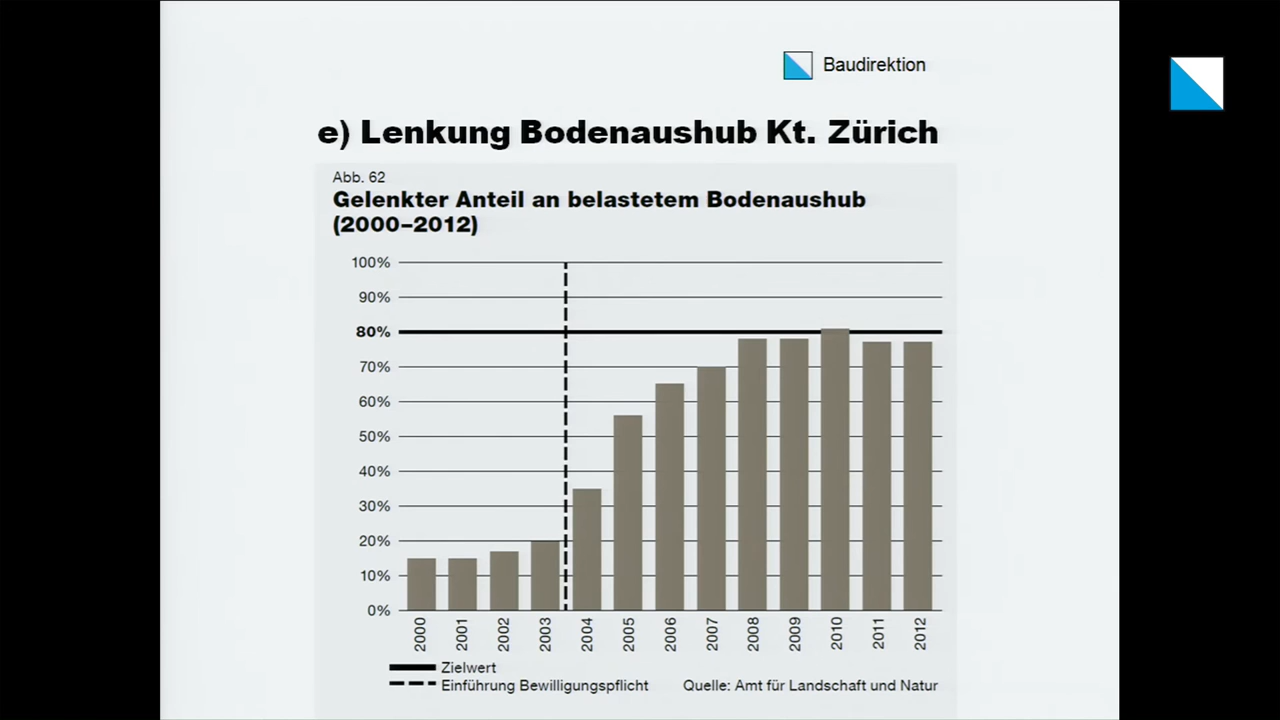 Baudirektion
e) Lenkung Bodenaushub Kt. Zürich
Abb. 62
Gelenkter Anteil an belastetem Bodenaushub
(2000–2012)
100%
90%
80%
70%
60%
50%
40%
30%
20%
10%
0%
2000 2001 2002 2003 2004 2005 2006 2007 2008 2009 2010 2011 2012
Zielwert
Einführung Bewilligungspflicht Quelle: Amt für Landschaft und Natur